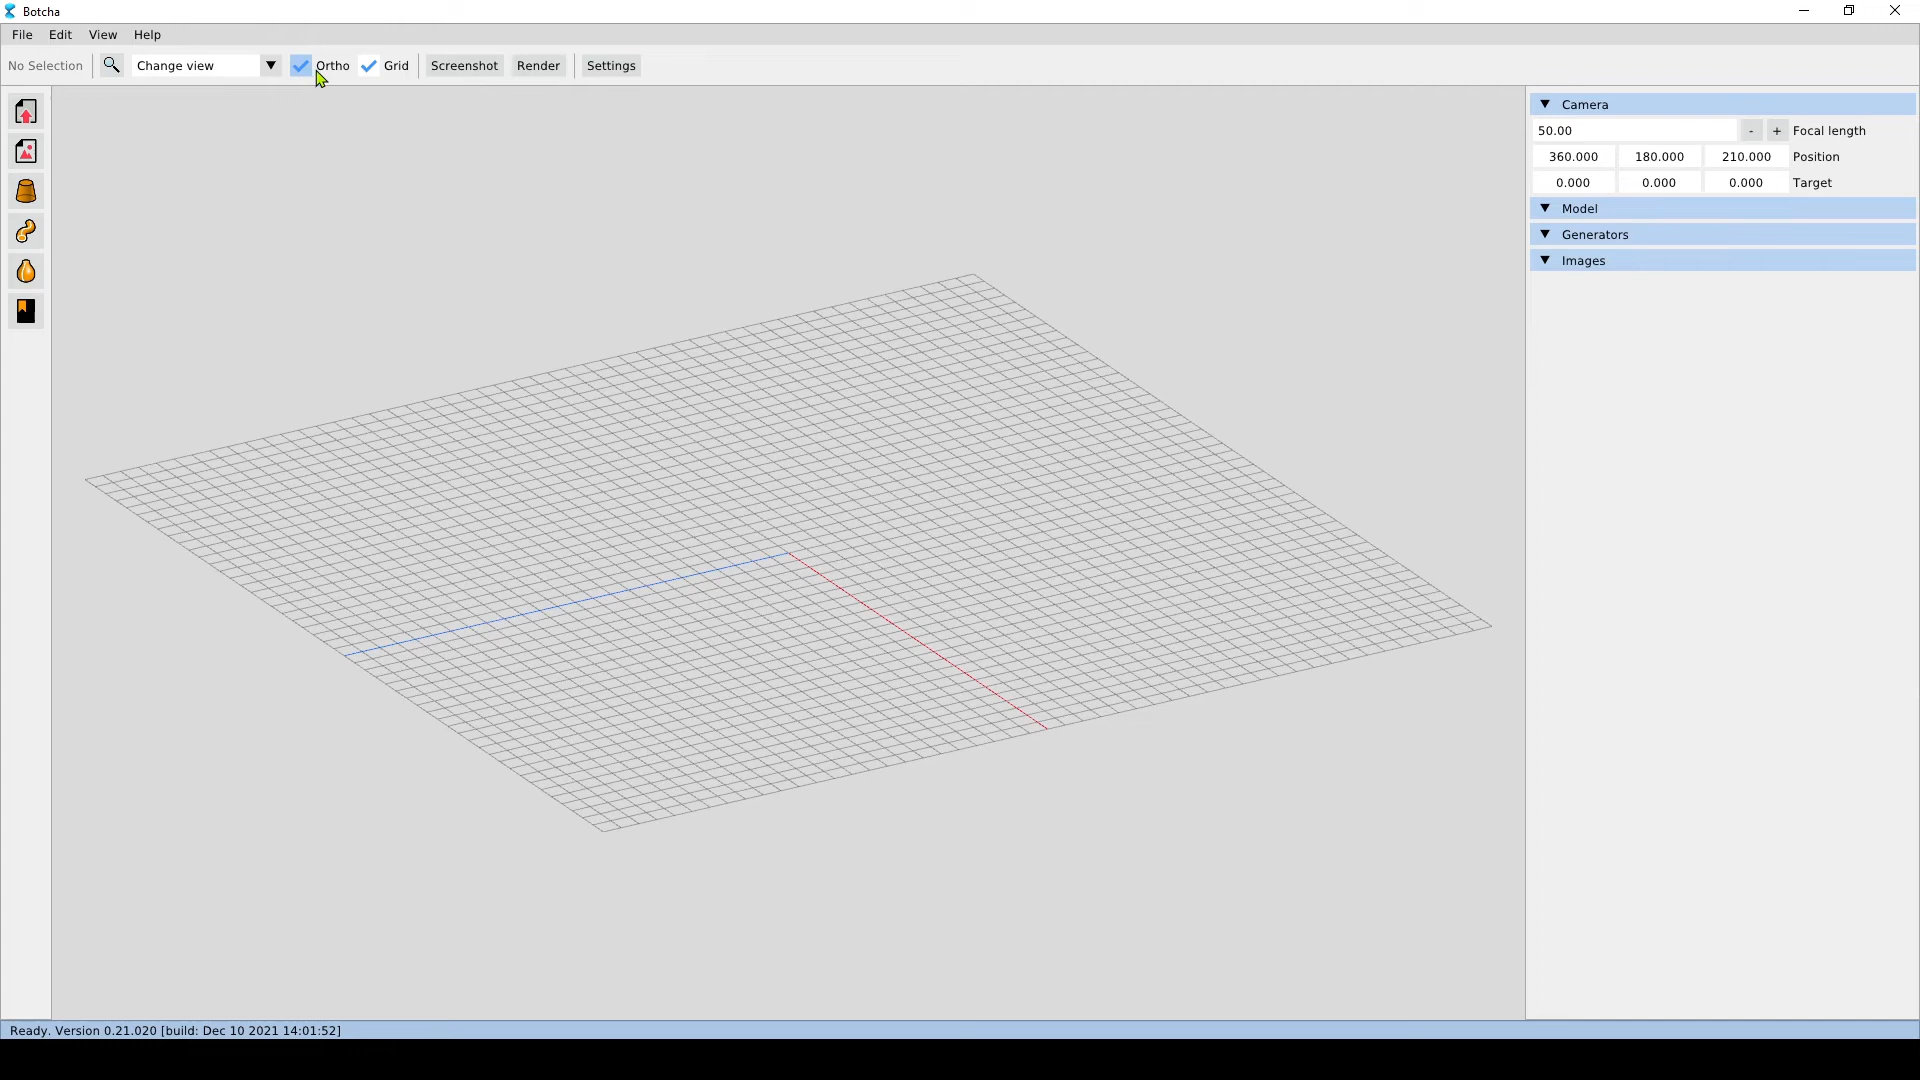 Botcha
File Edit View Help
No Selection Change view Ortho Grid Screenshot Render Settings
Camera
50.00 - + Focal length
360.000 180.000 210.000 Position
0.000 0.000 0.000 Target
Model
Generators
Images
Ready. Version 0.21.020 [build: Dec 10 2021 14:01:52]